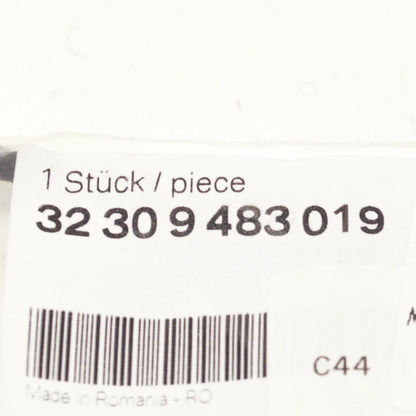 1 Stück / piece
32 30 9 483 019
C44
Made in Romania - RO